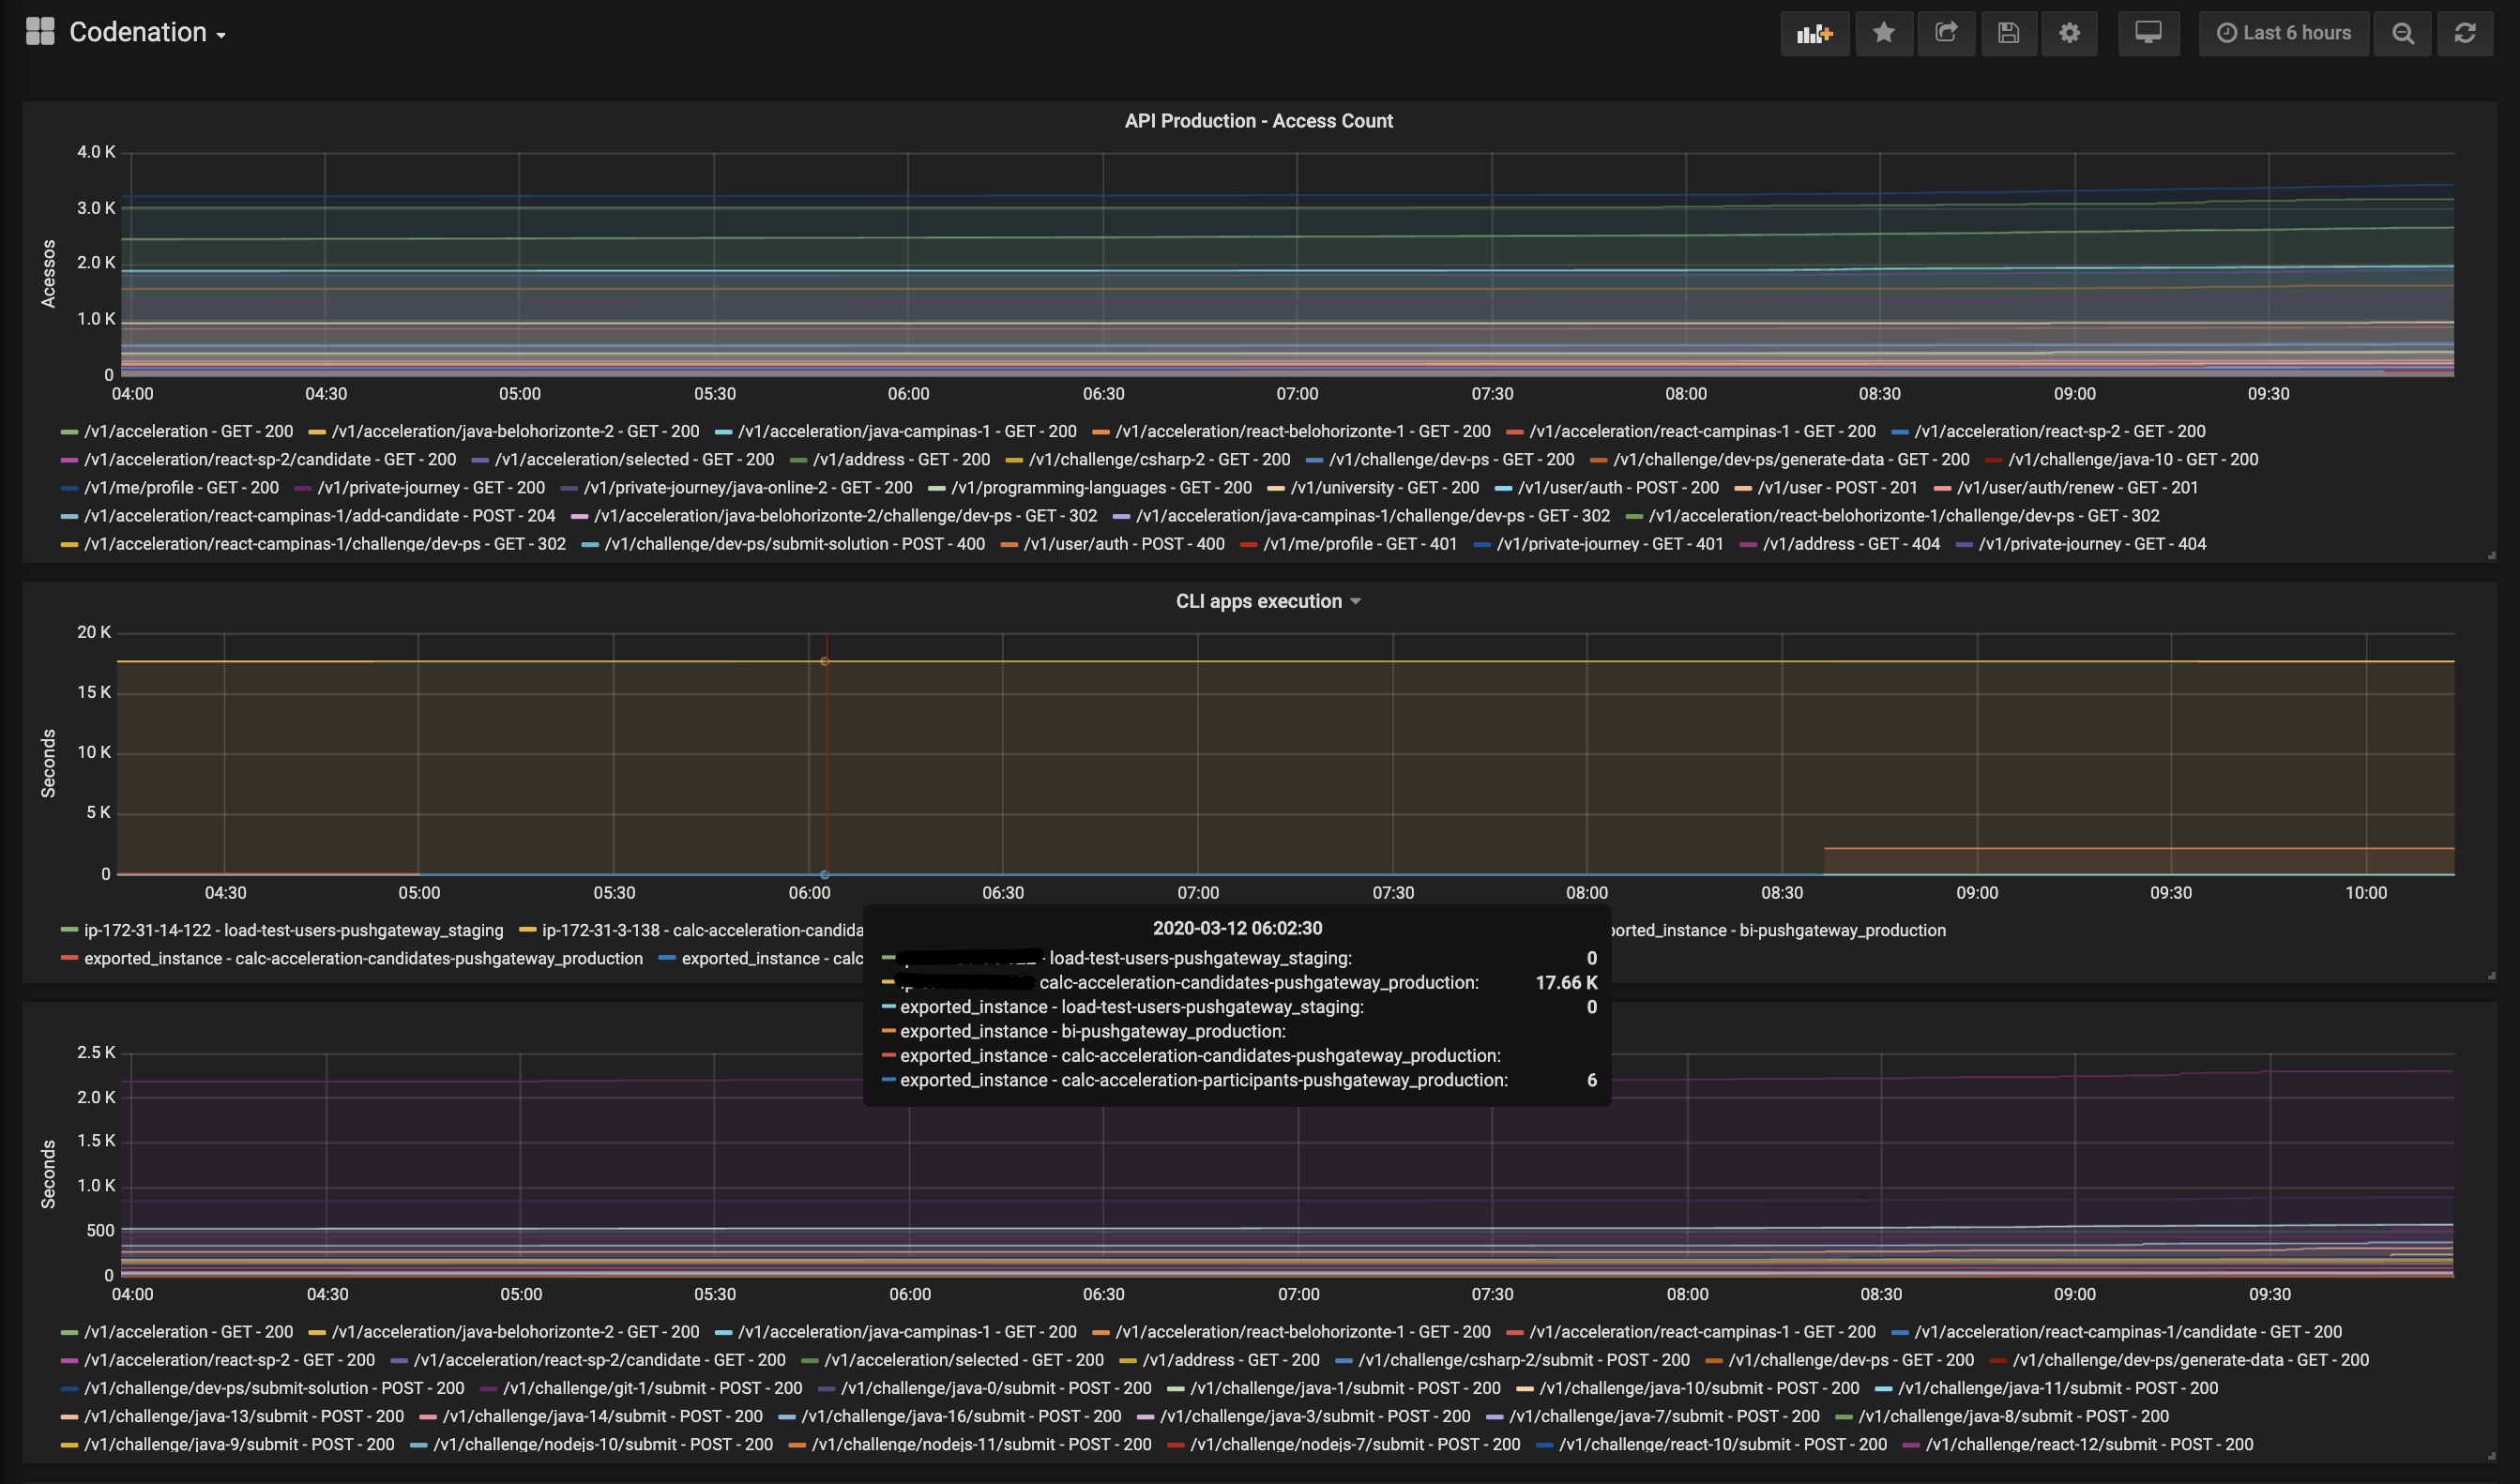 Codenation
Last 6 hours
API Production - Access Count
Acessos
4.0 K
3.0 K
2.0 K
1.0 K
0
04:00 04:30 05:00 05:30 06:00 06:30 07:00 07:30 08:00 08:30 09:00 09:30
/v1/acceleration - GET - 200 /v1/acceleration/java-belohorizonte-2 - GET - 200 /v1/acceleration/java-campinas-1 - GET - 200 /v1/acceleration/react-belohorizonte-1 - GET - 200 /v1/acceleration/react-campinas-1 - GET - 200 /v1/acceleration/react-sp-2 - GET - 200
/v1/acceleration/react-sp-2/candidate - GET - 200 /v1/acceleration/selected - GET - 200 /v1/address - GET - 200 /v1/challenge/csharp-2 - GET - 200 /v1/challenge/dev-ps - GET - 200 /v1/challenge/dev-ps/generate-data - GET - 200 /v1/challenge/java-10 - GET - 200
/v1/me/profile - GET - 200 /v1/private-journey - GET - 200 /v1/private-journey/java-online-2 - GET - 200 /v1/programming-languages - GET - 200 /v1/university - GET - 200 /v1/user/auth - POST - 200 /v1/user - POST - 201 /v1/user/auth/renew - GET - 201
/v1/acceleration/react-campinas-1/add-candidate - POST - 204 /v1/acceleration/java-belohorizonte-2/challenge/dev-ps - GET - 302 /v1/acceleration/java-campinas-1/challenge/dev-ps - GET - 302 /v1/acceleration/react-belohorizonte-1/challenge/dev-ps - GET - 302
/v1/acceleration/react-campinas-1/challenge/dev-ps - GET - 302 /v1/challenge/dev-ps/submit-solution - POST - 400 /v1/user/auth - POST - 400 /v1/me/profile - GET - 401 /v1/private-journey - GET - 401 /v1/address - GET - 404 /v1/private-journey - GET - 404
CLI apps execution
Seconds
20 K
15 K
10 K
5 K
0
04:30 05:00 05:30 06:00 06:30 07:00 07:30 08:00 08:30 09:00 09:30 10:00
ip-172-31-14-122 - load-test-users-pushgateway_staging ip-172-31-3-138 - calc-acceleration-candida orted_instance - bi-pushgateway_production
exported_instance - calc-acceleration-candidates-pushgateway_production exported_instance - calc
2020-03-12 06:02:30
- load-test-users-pushgateway_staging: 0
calc-acceleration-candidates-pushgateway_production: 17.66 K
exported_instance - load-test-users-pushgateway_staging: 0
exported_instance - bi-pushgateway_production:
exported_instance - calc-acceleration-candidates-pushgateway_production:
exported_instance - calc-acceleration-participants-pushgateway_production: 6
Seconds
2.5 K
2.0 K
1.5 K
1.0 K
500
0
04:00 04:30 05:00 05:30 06:00 06:30 07:00 07:30 08:00 08:30 09:00 09:30
/v1/acceleration - GET - 200 /v1/acceleration/java-belohorizonte-2 - GET - 200 /v1/acceleration/java-campinas-1 - GET - 200 /v1/acceleration/react-belohorizonte-1 - GET - 200 /v1/acceleration/react-campinas-1 - GET - 200 /v1/acceleration/react-campinas-1/candidate - GET - 200
/v1/acceleration/react-sp-2 - GET - 200 /v1/acceleration/react-sp-2/candidate - GET - 200 /v1/acceleration/selected - GET - 200 /v1/address - GET - 200 /v1/challenge/csharp-2/submit - POST - 200 /v1/challenge/dev-ps - GET - 200 /v1/challenge/dev-ps/generate-data - GET - 200
/v1/challenge/dev-ps/submit-solution - POST - 200 /v1/challenge/git-1/submit - POST - 200 /v1/challenge/java-0/submit - POST - 200 /v1/challenge/java-1/submit - POST - 200 /v1/challenge/java-10/submit - POST - 200 /v1/challenge/java-11/submit - POST - 200
/v1/challenge/java-13/submit - POST - 200 /v1/challenge/java-14/submit - POST - 200 /v1/challenge/java-16/submit - POST - 200 /v1/challenge/java-3/submit - POST - 200 /v1/challenge/java-7/submit - POST - 200 /v1/challenge/java-8/submit - POST - 200
/v1/challenge/java-9/submit - POST - 200 /v1/challenge/nodejs-10/submit - POST - 200 /v1/challenge/nodejs-11/submit - POST - 200 /v1/challenge/nodejs-7/submit - POST - 200 /v1/challenge/react-10/submit - POST - 200 /v1/challenge/react-12/submit - POST - 200